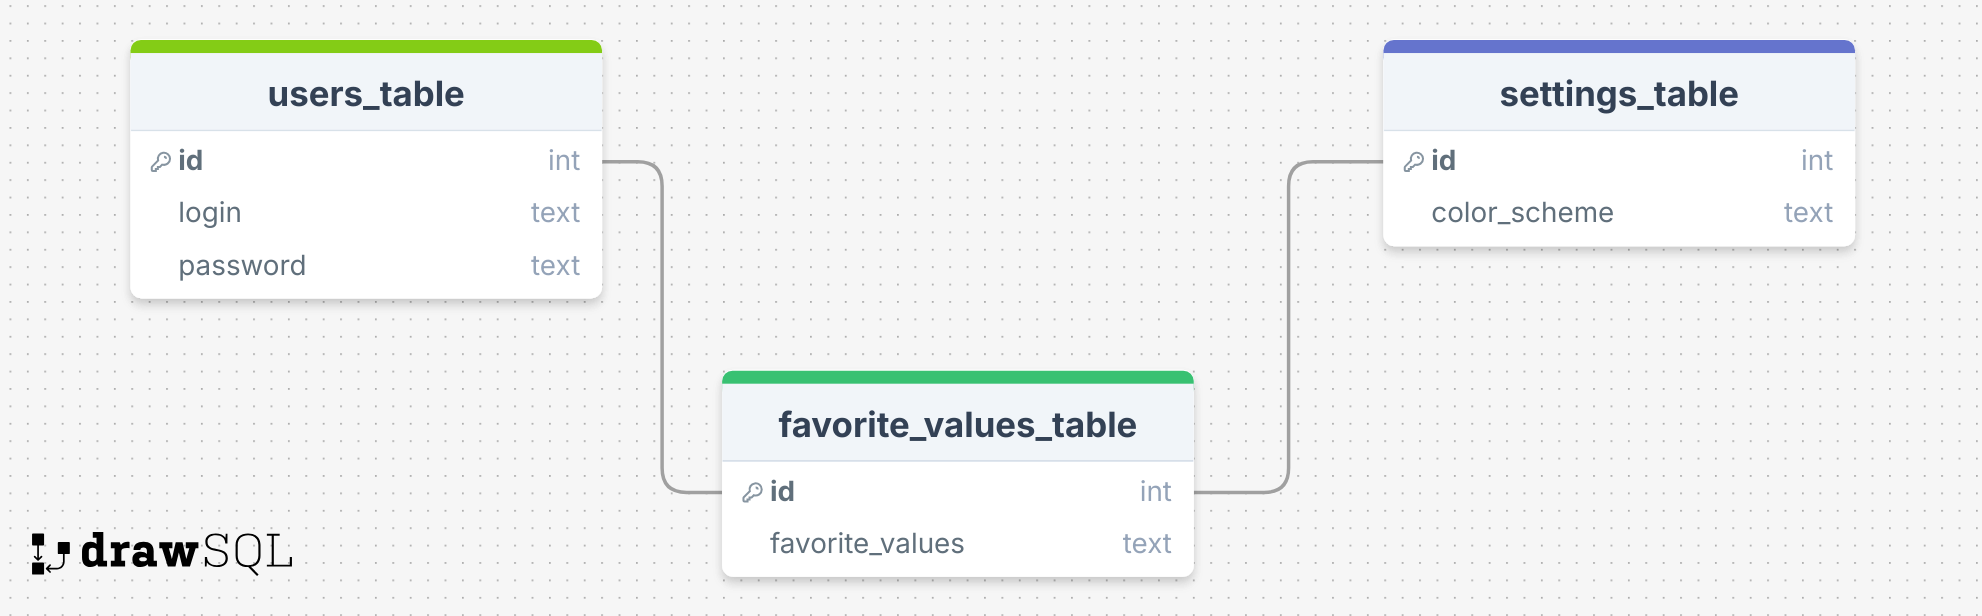 users_table
id int
login text
password text
settings_table
id int
color_scheme text
favorite_values_table
id int
favorite_values text
drawSQL